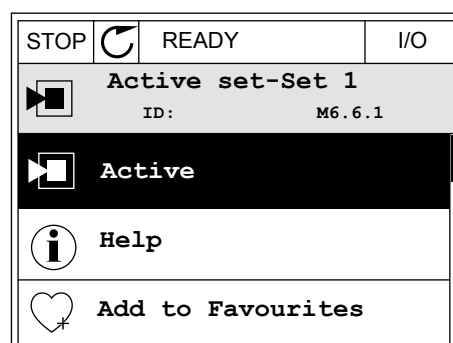 STOP READY I/O
Active set-Set 1
ID: M6.6.1
Active
Help
Add to Favourites